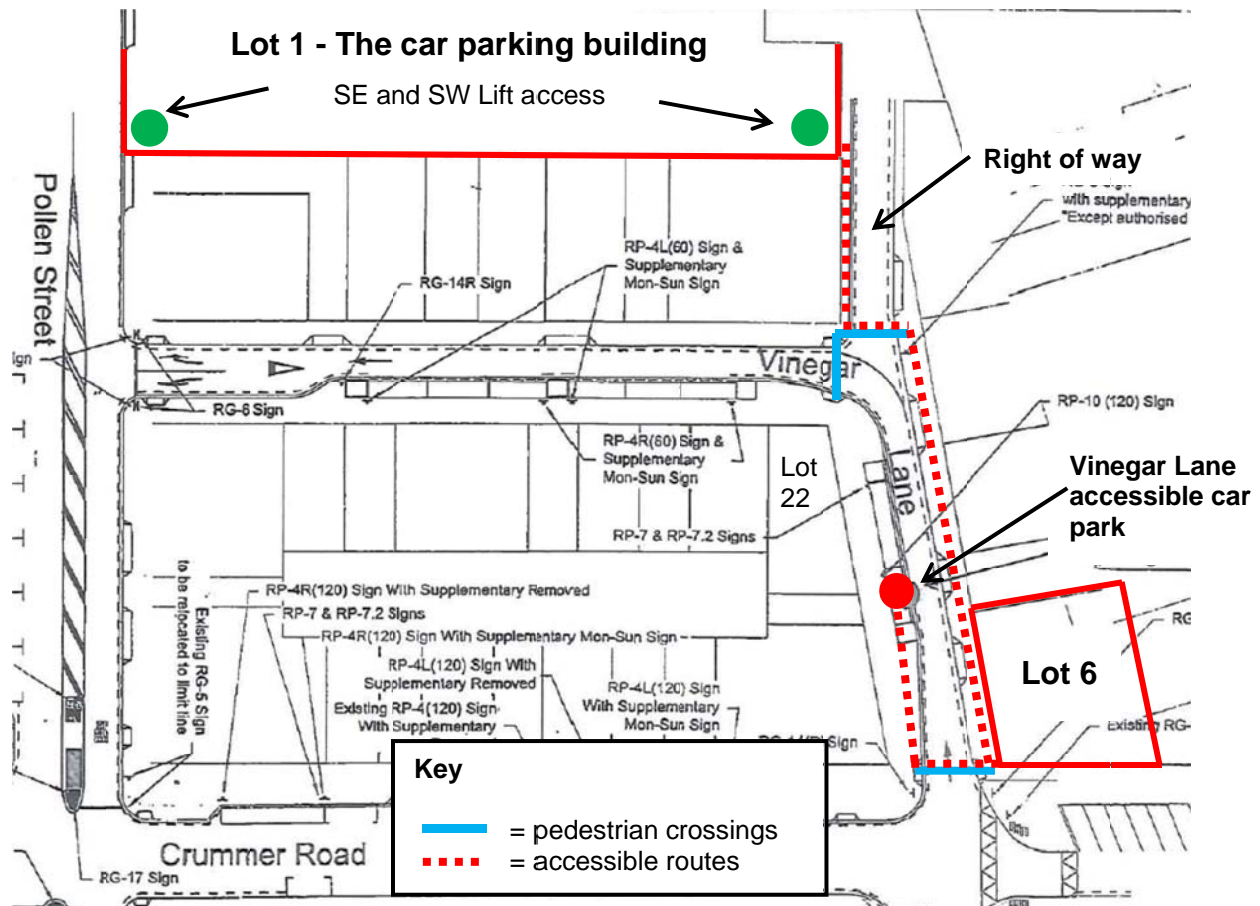 Lot 1 - The car parking building
SE and SW Lift access
Right of way
with supplementary
"Except authorised
Pollen Street
RP-4L(60) Sign &
Supplementary
Mon-Sun Sign
RG-14R Sign
Vinegar
Lane
RG-6 Sign
RP-10 (120) Sign
RP-4R(60) Sign &
Supplementary
Mon-Sun Sign
Lot
22
Vinegar Lane
accessible car
park
RP-7 & RP-7.2 Signs
Existing RG-5 Sign
to be relocated to limit line
RP-4R(120) Sign With Supplementary Removed
RP-7 & RP-7.2 Signs
RP-4R(120) Sign With Supplementary Mon-Sun Sign
RP-4L(120) Sign With
Supplementary Removed
RP-4L(120) Sign
With Supplementary
Mon-Sun Sign
Existing RP-4(120) Sign
With Supplementary
Lot 6
Existing RG-
Key
= pedestrian crossings
= accessible routes
Crummer Road
RG-17 Sign